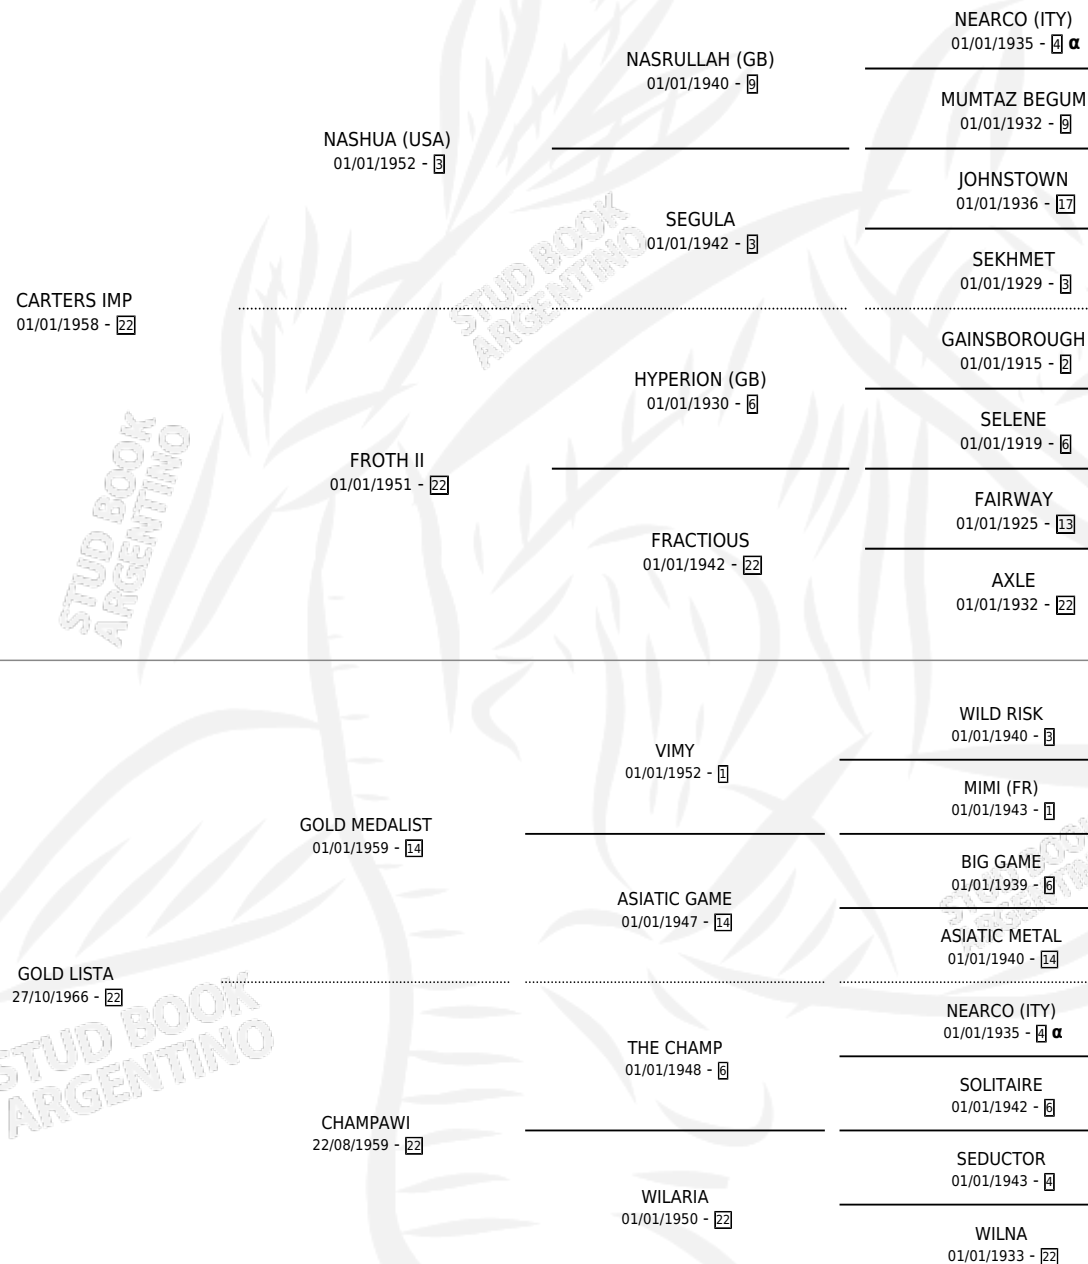 NEARCO (ITY)
01/01/1935 - 4 α
NASRULLAH (GB)
01/01/1940 - 9
MUMTAZ BEGUM
01/01/1932 - 9
NASHUA (USA)
01/01/1952 - 3
JOHNSTOWN
01/01/1936 - 17
SEGULA
01/01/1942 - 3
SEKHMET
01/01/1929 - 3
CARTERS IMP
01/01/1958 - 22
GAINSBOROUGH
01/01/1915 - 2
HYPERION (GB)
01/01/1930 - 6
SELENE
01/01/1919 - 6
FROTH II
01/01/1951 - 22
FAIRWAY
01/01/1925 - 13
FRACTIOUS
01/01/1942 - 22
AXLE
01/01/1932 - 22
WILD RISK
01/01/1940 - 3
VIMY
01/01/1952 - 1
MIMI (FR)
01/01/1943 - 1
GOLD MEDALIST
01/01/1959 - 14
BIG GAME
01/01/1939 - 6
ASIATIC GAME
01/01/1947 - 14
ASIATIC METAL
01/01/1940 - 14
GOLD LISTA
27/10/1966 - 22
NEARCO (ITY)
01/01/1935 - 4 α
THE CHAMP
01/01/1948 - 6
SOLITAIRE
01/01/1942 - 6
CHAMPAWI
22/08/1959 - 22
SEDUCTOR
01/01/1943 - 4
WILARIA
01/01/1950 - 22
WILNA
01/01/1933 - 22
STUD BOOK
ARGENTINO
STUD BOOK
ARGENTINO
STUD BOOK
ARGENTINO